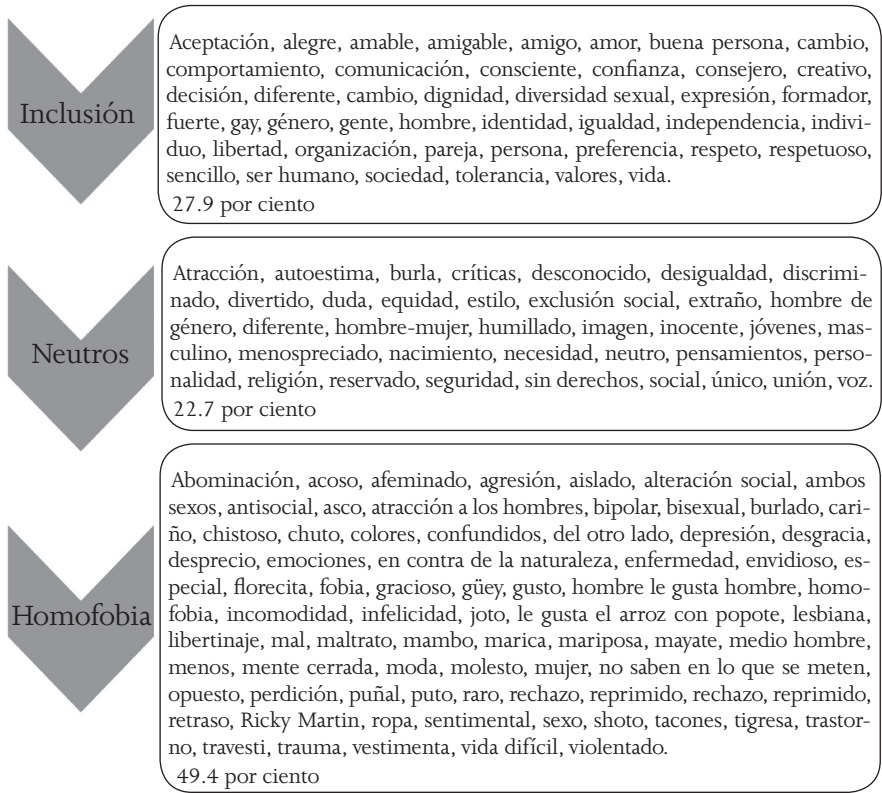 Inclusión
Aceptación, alegre, amable, amigable, amigo, amor, buena persona, cambio,
comportamiento, comunicación, consciente, confianza, consejero, creativo,
decisión, diferente, cambio, dignidad, diversidad sexual, expresión, formador,
fuerte, gay, género, gente, hombre, identidad, igualdad, independencia, indivi-
duo, libertad, organización, pareja, persona, preferencia, respeto, respetuoso,
sencillo, ser humano, sociedad, tolerancia, valores, vida.
27.9 por ciento
Neutros
Atracción, autoestima, burla, críticas, desconocido, desigualdad, discrimi-
nado, divertido, duda, equidad, estilo, exclusión social, extraño, hombre de
género, diferente, hombre-mujer, humillado, imagen, inocente, jóvenes, mas-
culino, menospreciado, nacimiento, necesidad, neutro, pensamientos, perso-
nalidad, religión, reservado, seguridad, sin derechos, social, único, unión, voz.
22.7 por ciento
Homofobia
Abominación, acoso, afeminado, agresión, aislado, alteración social, ambos
sexos, antisocial, asco, atracción a los hombres, bipolar, bisexual, burlado, cari-
ño, chistoso, chuto, colores, confundidos, del otro lado, depresión, desgracia,
desprecio, emociones, en contra de la naturaleza, enfermedad, envidioso, es-
pecial, florecita, fobia, gracioso, güey, gusto, hombre le gusta hombre, homo-
fobia, incomodidad, infelicidad, joto, le gusta el arroz con popote, lesbiana,
libertinaje, mal, maltrato, mambo, marica, mariposa, mayate, medio hombre,
menos, mente cerrada, moda, molesto, mujer, no saben en lo que se meten,
opuesto, perdición, puñal, puto, raro, rechazo, reprimido, rechazo, reprimido,
retraso, Ricky Martin, ropa, sentimental, sexo, shoto, tacones, tigresa, trastor-
no, travesti, trauma, vestimenta, vida difícil, violentado.
49.4 por ciento